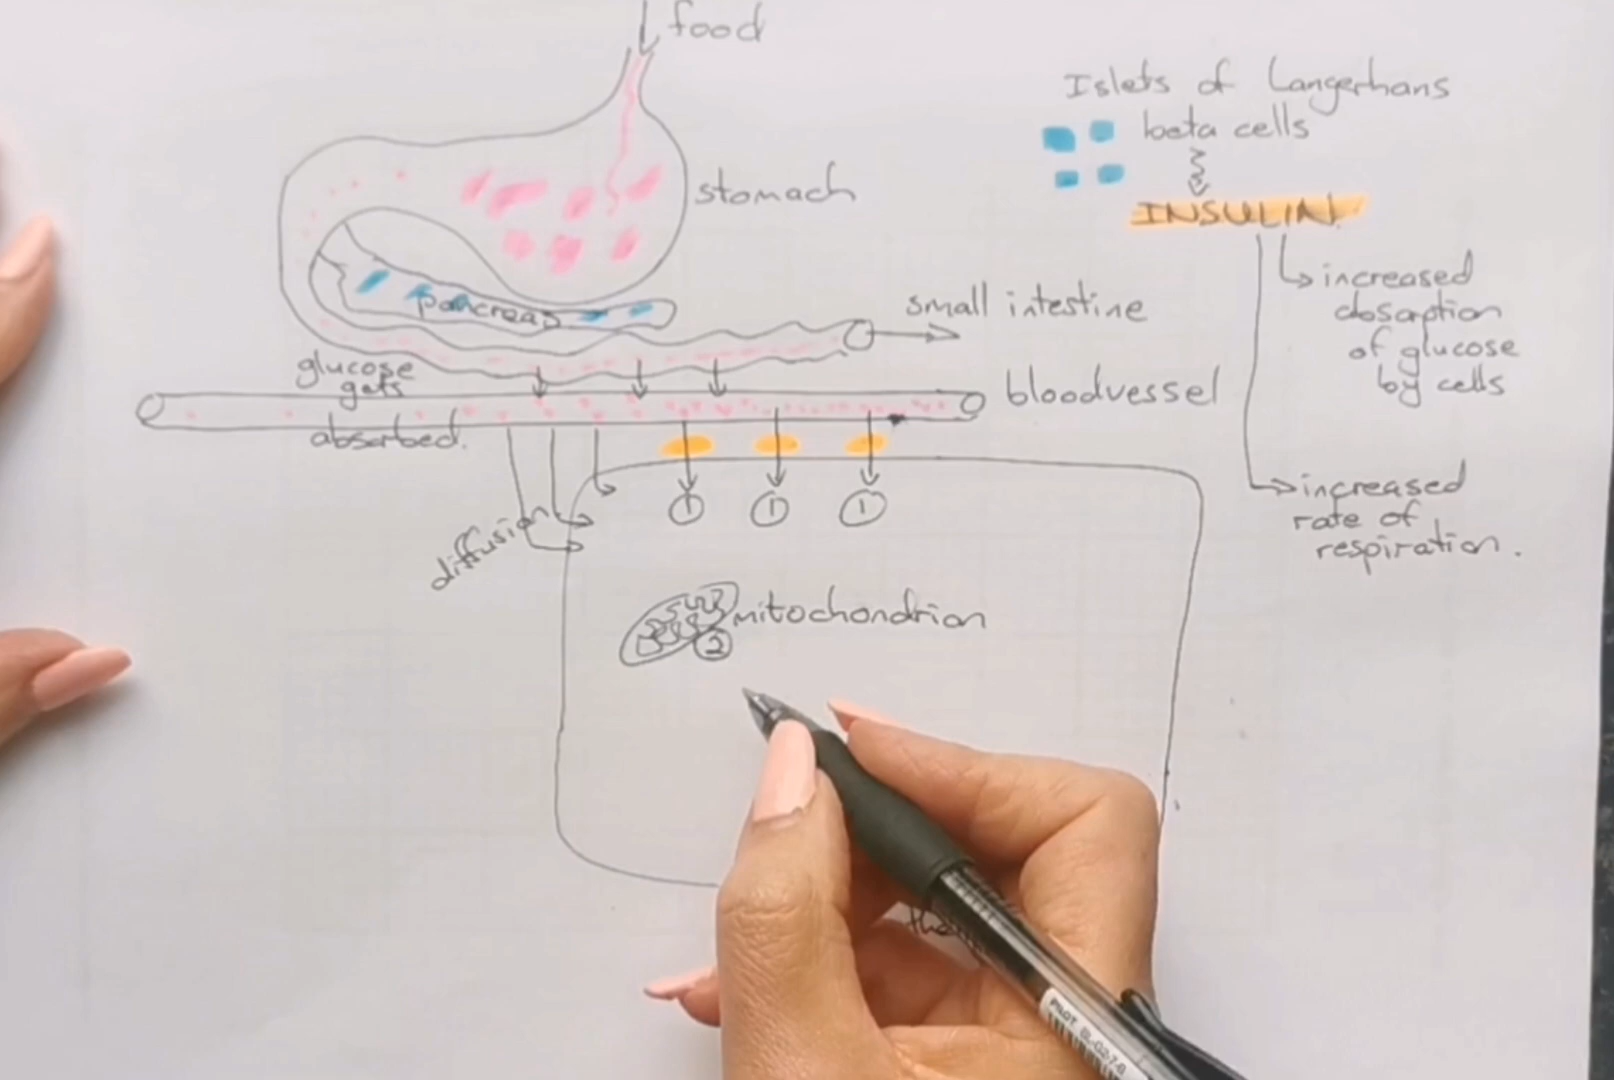 food
Islets of Langerhans
beta cells
INSULIN
stomach
increased
absorption
of glucose
by cells
pancreas
small intestine
glucose
gets
bloodvessel
absorbed.
increased
rate of
respiration.
1 1 1
diffusion
mitochondrion
2
PILOT